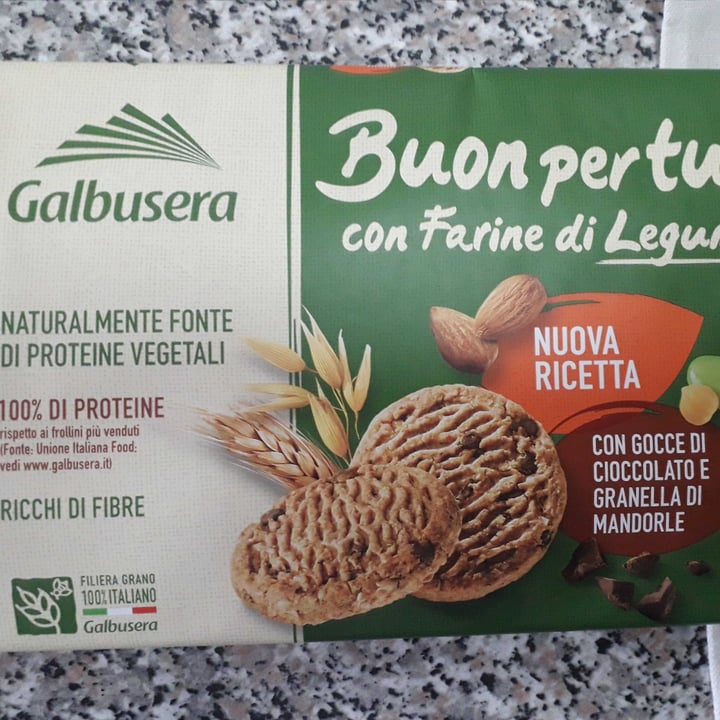 Galbusera
NATURALMENTE FONTE
DI PROTEINE VEGETALI
100% DI PROTEINE
rispetto ai frollini più venduti
(Fonte: Unione Italiana Food;
vedi www.galbusera.it)
RICCHI DI FIBRE
FILIERA GRANO
100% ITALIANO
Galbusera
Buon per tu
con Farine di Legu
NUOVA
RICETTA
CON GOCCE DI
CIOCCOLATO E
GRANELLA DI
MANDORLE